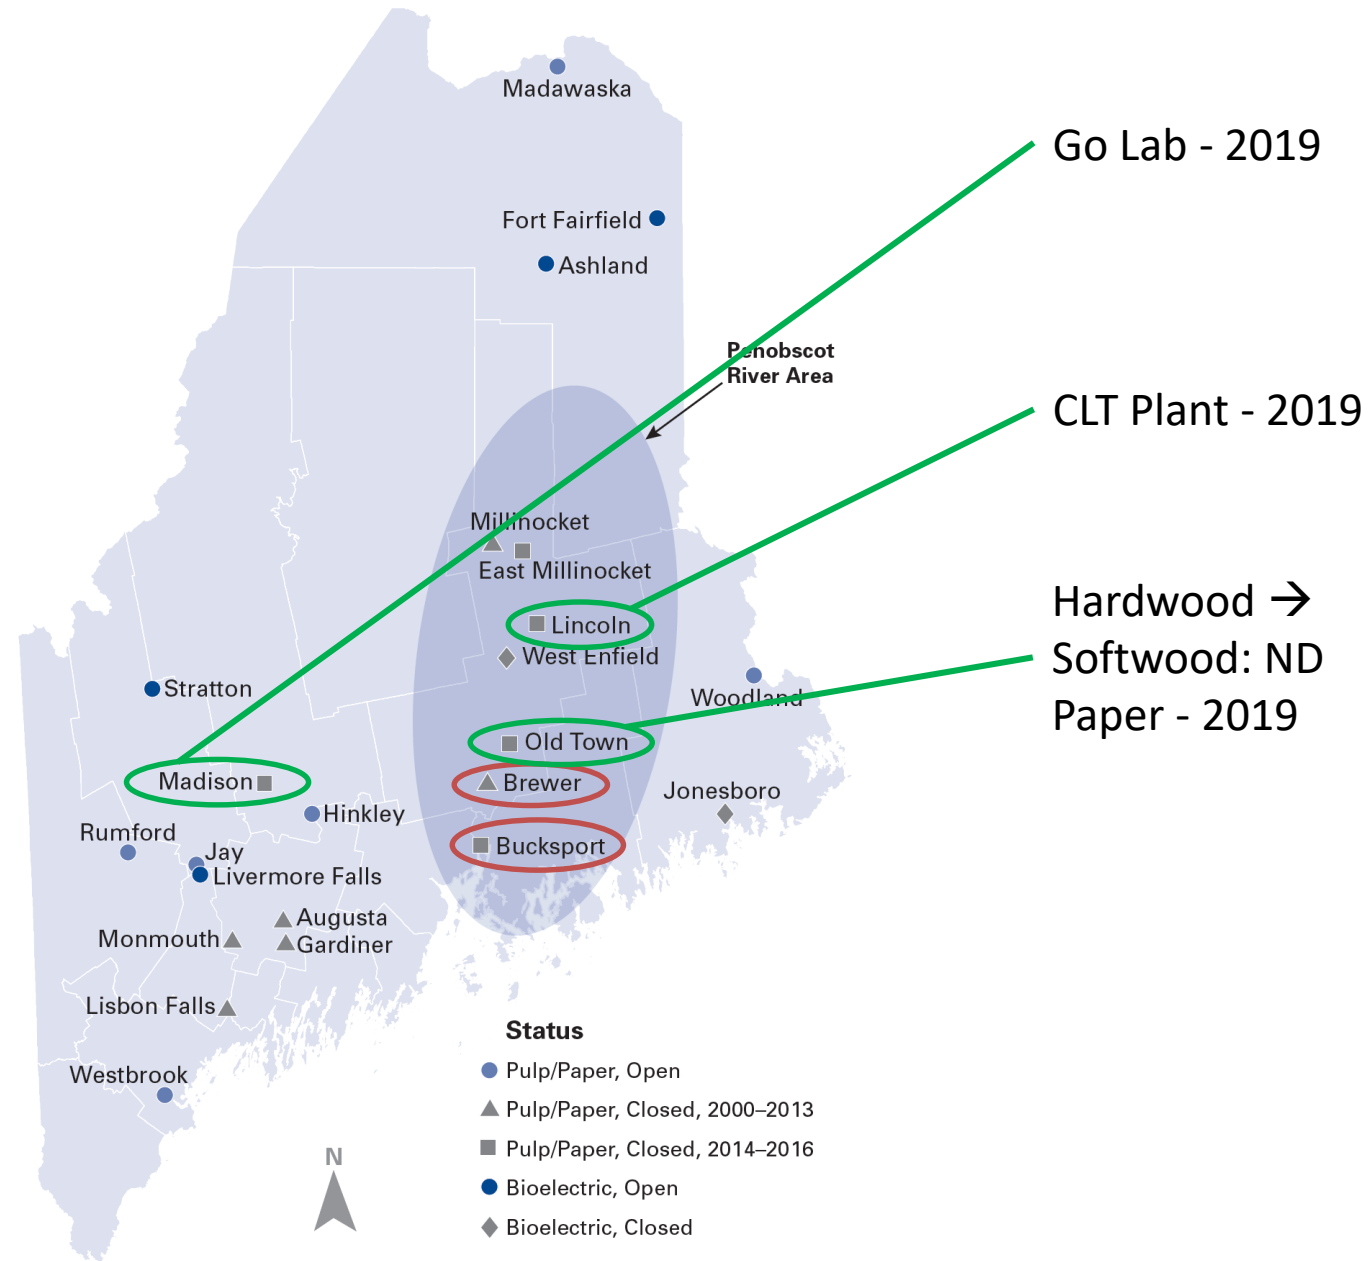 Madawaska
Go Lab - 2019
Fort Fairfield
Ashland
Penobscot
River Area
CLT Plant - 2019
Millinocket
East Millinocket
Hardwood →
Softwood: ND
Paper - 2019
Lincoln
West Enfield
Stratton
Woodland
Old Town
Madison
Brewer
Jonesboro
Hinkley
Rumford
Jay
Bucksport
Livermore Falls
Augusta
Monmouth
Gardiner
Lisbon Falls
Westbrook
Status
Pulp/Paper, Open
Pulp/Paper, Closed, 2000–2013
Pulp/Paper, Closed, 2014–2016
Bioelectric, Open
Bioelectric, Closed
N